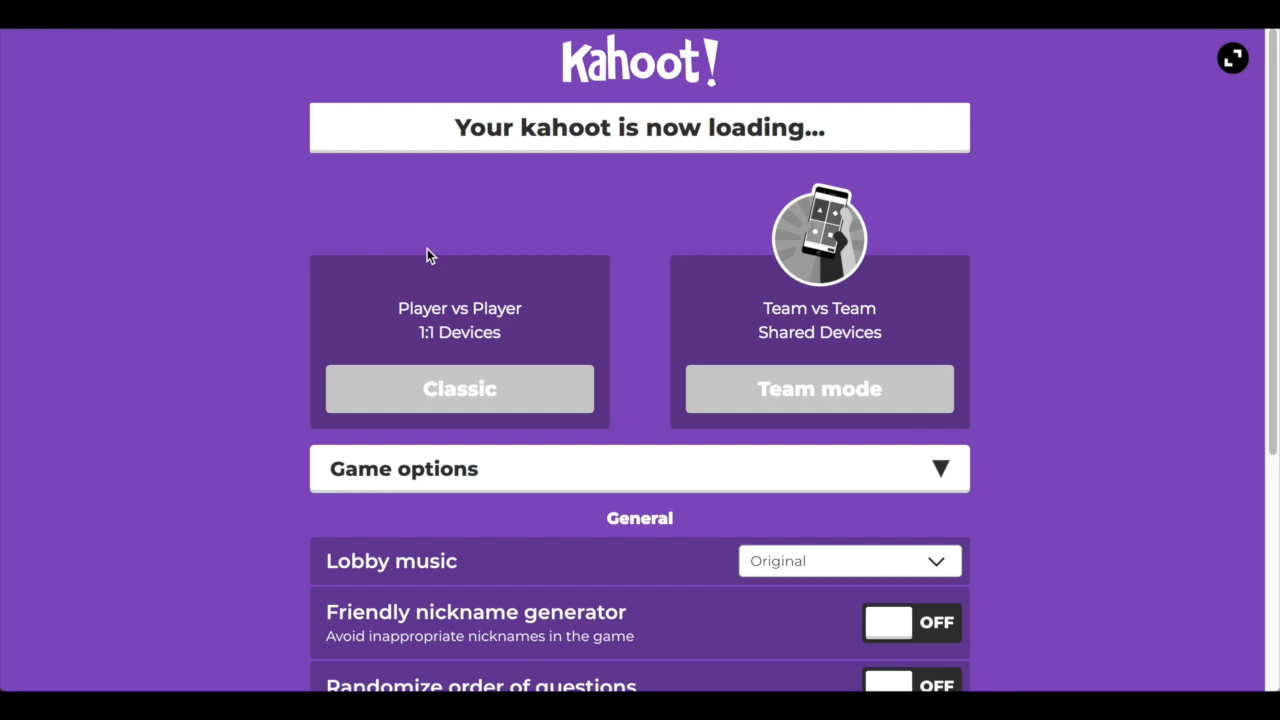 Kahoot!
Your kahoot is now loading...
Player vs Player
1:1 Devices
Classic
Team vs Team
Shared Devices
Team mode
Game options
General
Lobby music
Original
Friendly nickname generator
OFF
Avoid inappropriate nicknames in the game
Randomize order of questions
OFF